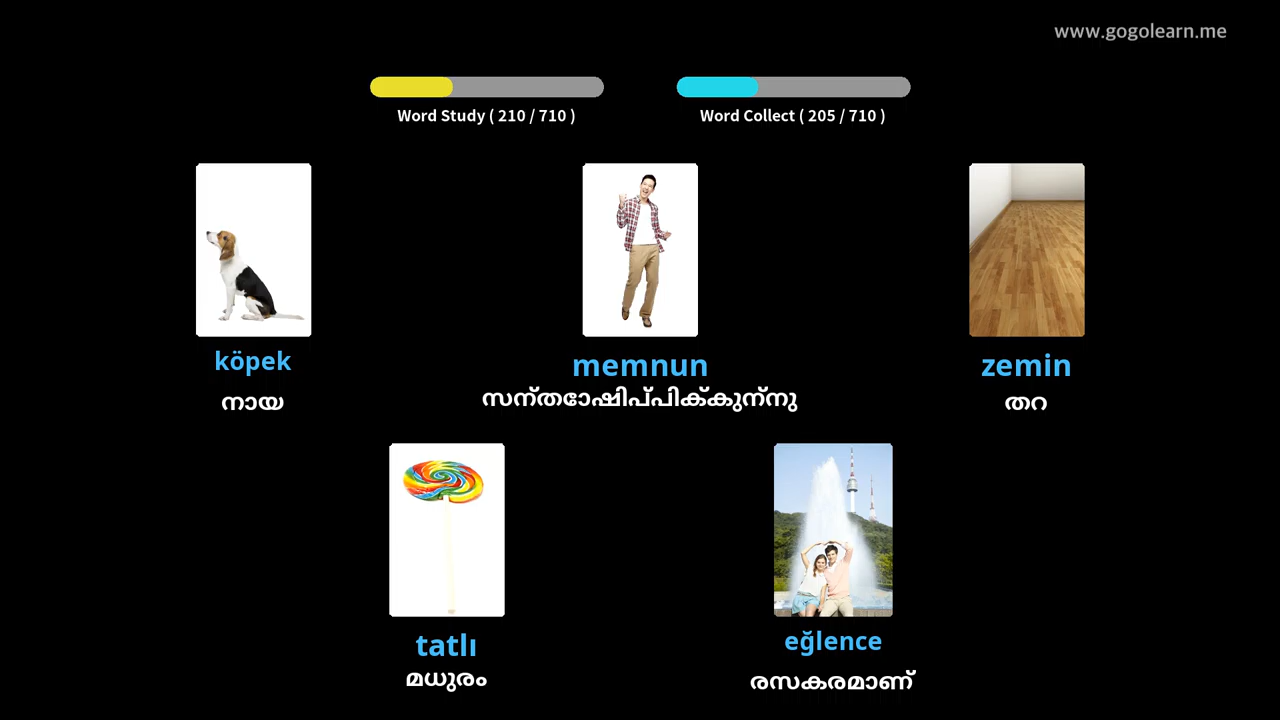 www.gogolearn.me
Word Study ( 210 / 710 )
Word Collect ( 205 / 710 )
köpek
നായ
memnun
സന്തോഷിപ്പിക്കുന്നു
zemin
തറ
tatlı
മധുരം
eğlence
രസകരമാണ്